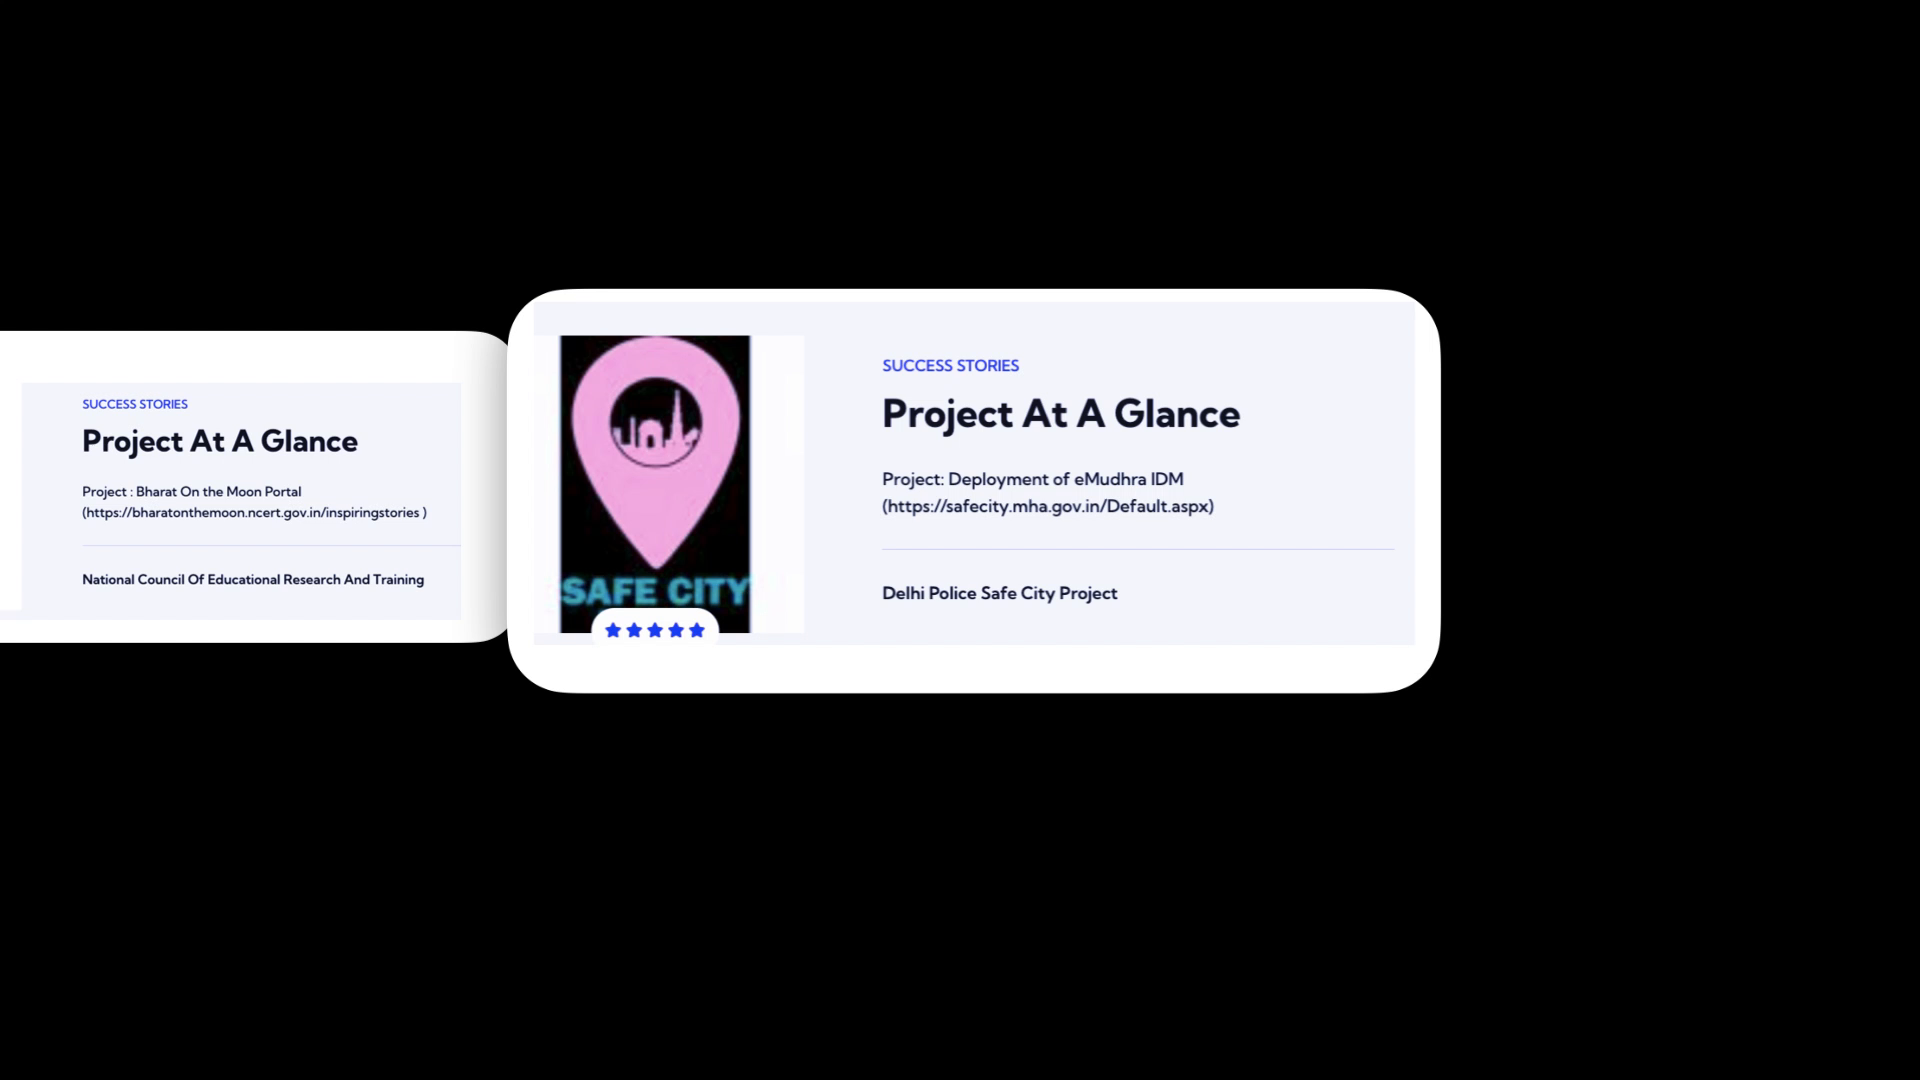 SUCCESS STORIES
Project At A Glance
Project : Bharat On the Moon Portal
(https://bharatonthemoon.ncert.gov.in/inspiringstories )
National Council Of Educational Research And Training
SAFE CITY
SUCCESS STORIES
Project At A Glance
Project: Deployment of eMudhra IDM
(https://safecity.mha.gov.in/Default.aspx)
Delhi Police Safe City Project